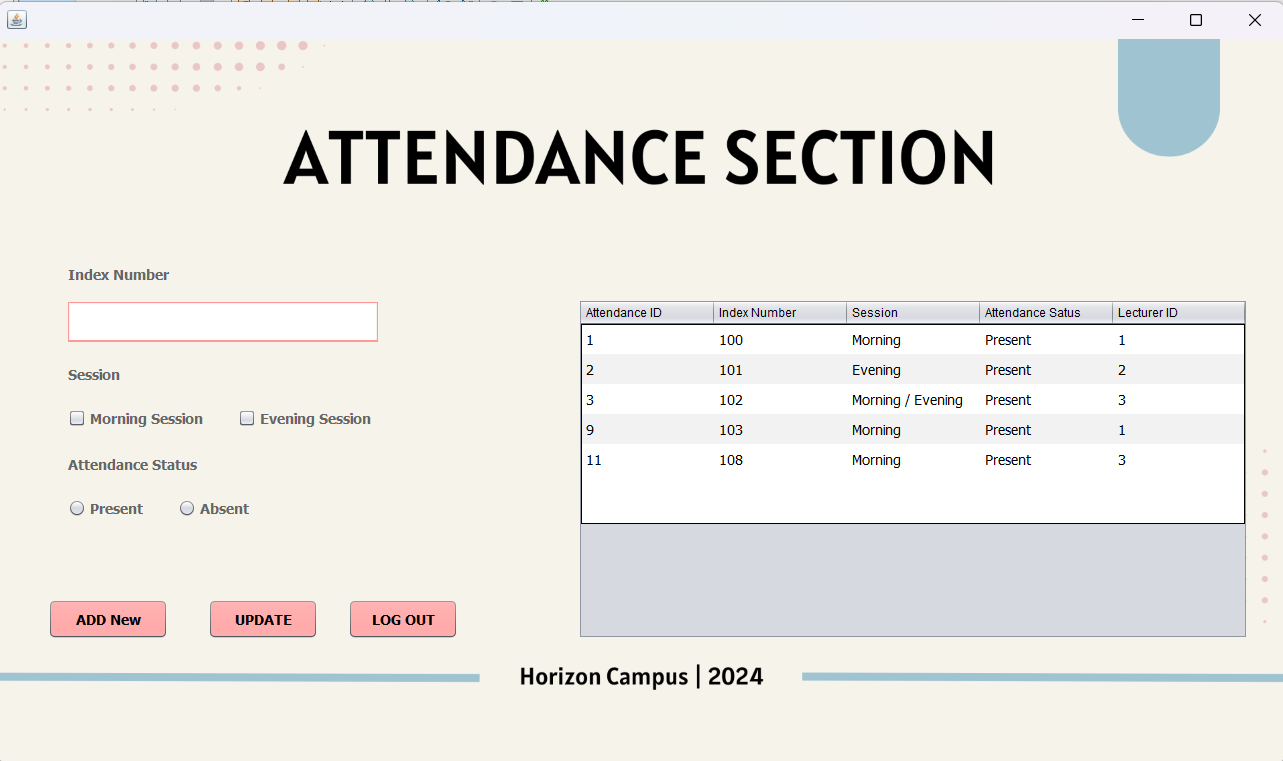 ATTENDANCE SECTION
Index Number
Session
Morning Session Evening Session
Attendance Status
Present Absent
ADD New UPDATE LOG OUT
Attendance ID Index Number Session Attendance Satus Lecturer ID
1 100 Morning Present 1
2 101 Evening Present 2
3 102 Morning / Evening Present 3
9 103 Morning Present 1
11 108 Morning Present 3
Horizon Campus | 2024